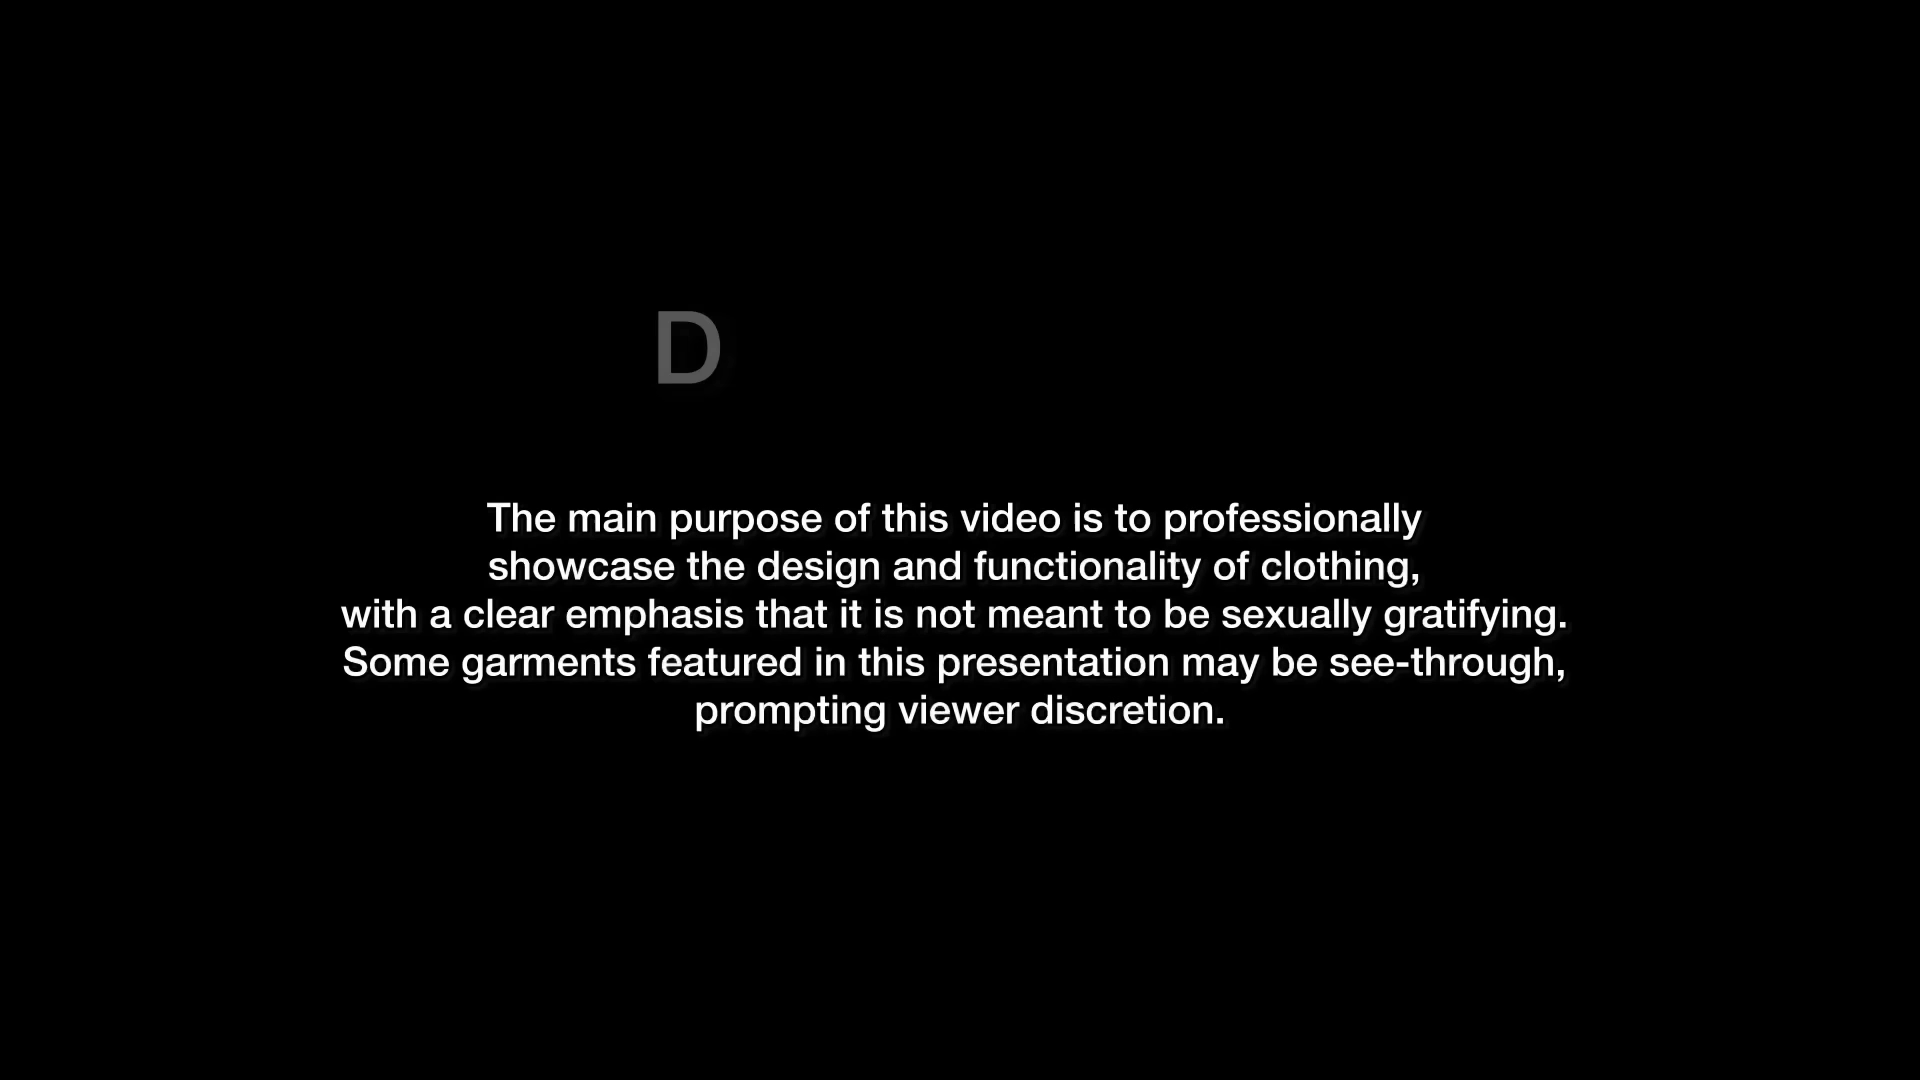 D
The main purpose of this video is to professionally
showcase the design and functionality of clothing,
with a clear emphasis that it is not meant to be sexually gratifying.
Some garments featured in this presentation may be see-through,
prompting viewer discretion.